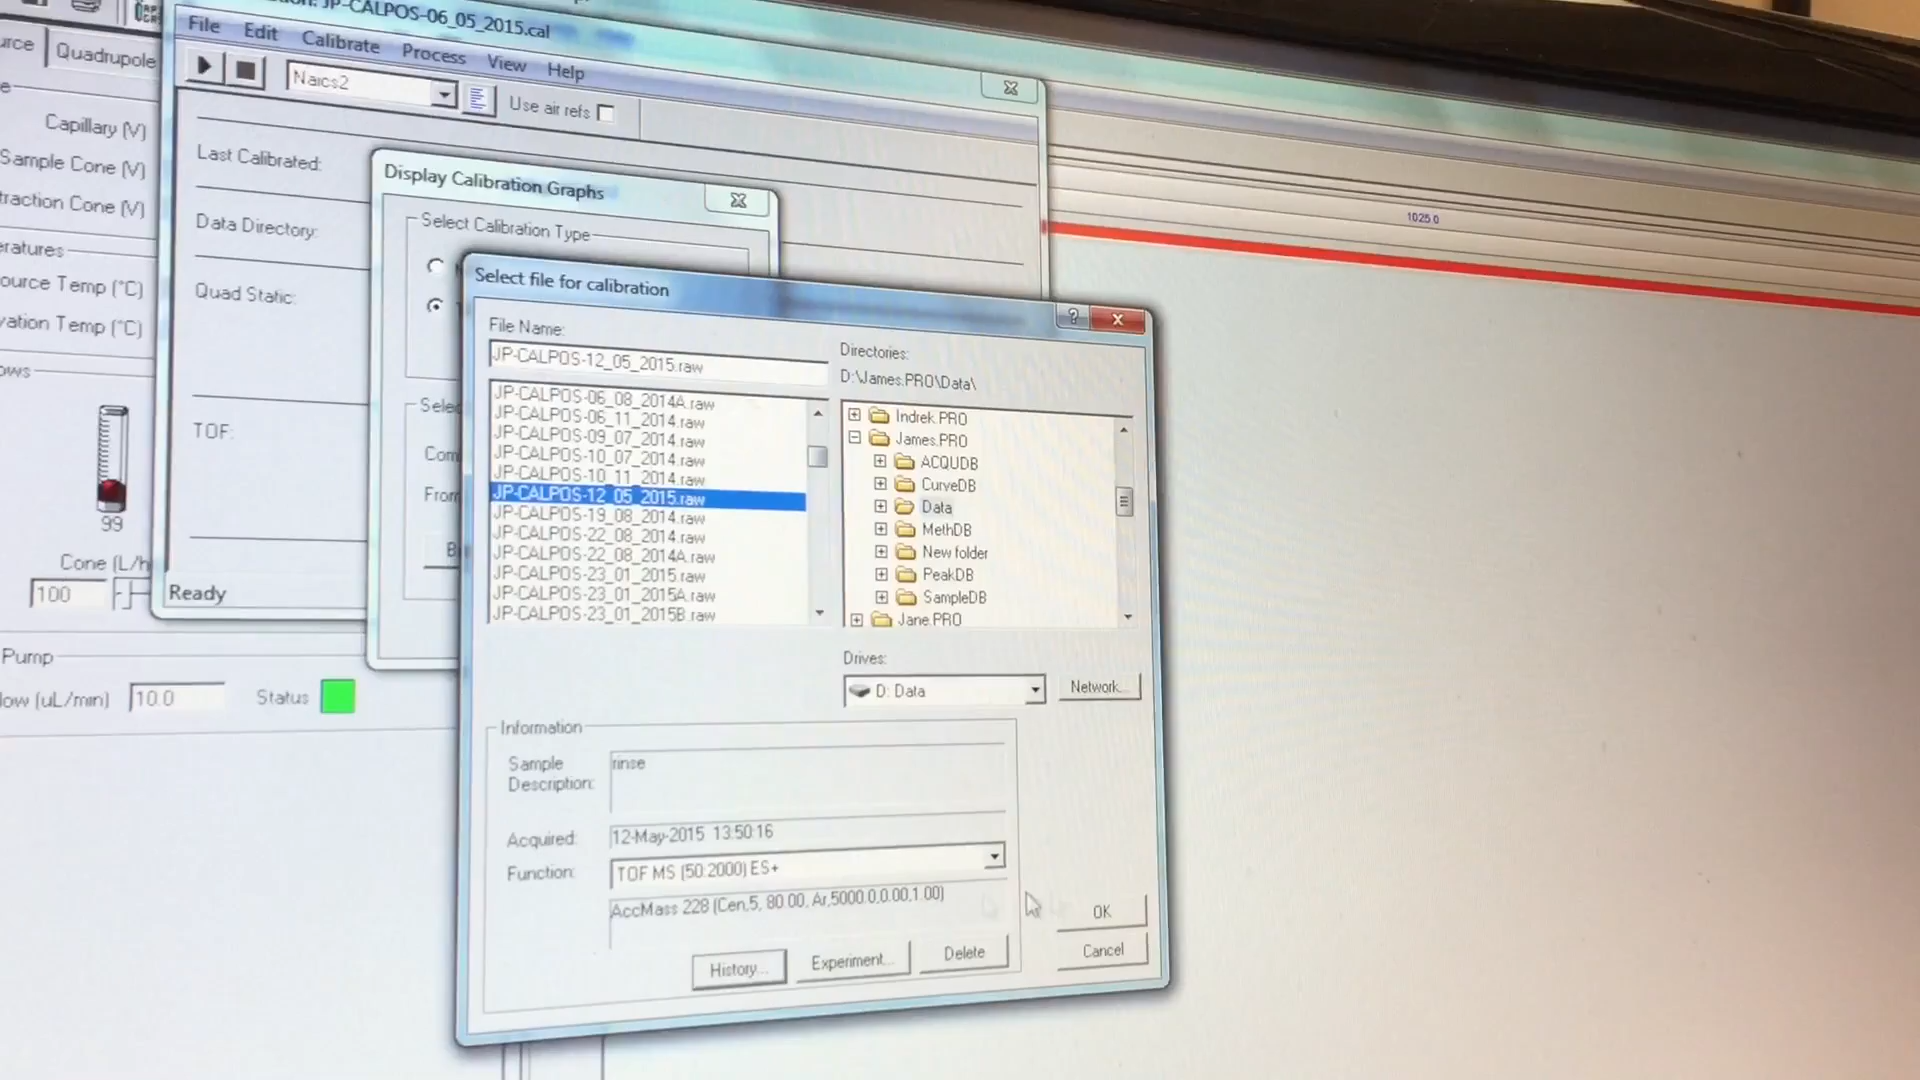 JP-CALPOS-06_05_2015.cal
File Edit Calibrate Process View Help
Naics2
Use air refs
Quadrupole
Capillary (V)
Sample Cone (V)
Cone (V)
Temp (°C)
Temp (°C)
99
Cone (L/h
100
Pump
(uL/min) 10.0 Status
Last Calibrated:
Data Directory:
Quad Static:
TOF:
Ready
Display Calibration Graphs
Select Calibration Type
Selec
Com
From
B
Select file for calibration
File Name:
JP-CALPOS-12_05_2015.raw
JP-CALPOS-06_08_2014A.raw
JP-CALPOS-06_11_2014.raw
JP-CALPOS-09_07_2014.raw
JP-CALPOS-10_07_2014.raw
JP-CALPOS-10_11_2014.raw
JP-CALPOS-12_05_2015.raw
JP-CALPOS-19_08_2014.raw
JP-CALPOS-22_08_2014.raw
JP-CALPOS-22_08_2014A.raw
JP-CALPOS-23_01_2015.raw
JP-CALPOS-23_01_2015A.raw
JP-CALPOS-23_01_2015B.raw
Directories:
D:\James.PRO\Data\
Indrek.PRO
James.PRO
ACQUDB
CurveDB
Data
MethDB
New folder
PeakDB
SampleDB
Jane.PRO
Drives:
D: Data
Network...
Information
Sample Description:
rinse
Acquired: 12-May-2015 13:50:16
Function: TOF MS (50:2000) ES+
AccMass 228 (Cen,5, 80.00, Ar,5000.0,0.00,1.00)
History... Experiment... Delete
OK
Cancel
1025.0